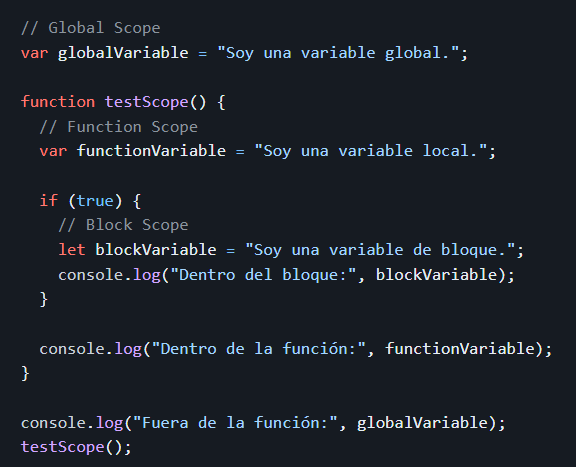 // Global Scope
var globalVariable = "Soy una variable global.";
function testScope() {
// Function Scope
var functionVariable = "Soy una variable local.";
if (true) {
// Block Scope
let blockVariable = "Soy una variable de bloque.";
console.log("Dentro del bloque:", blockVariable);
}
console.log("Dentro de la función:", functionVariable);
}
console.log("Fuera de la función:", globalVariable);
testScope();